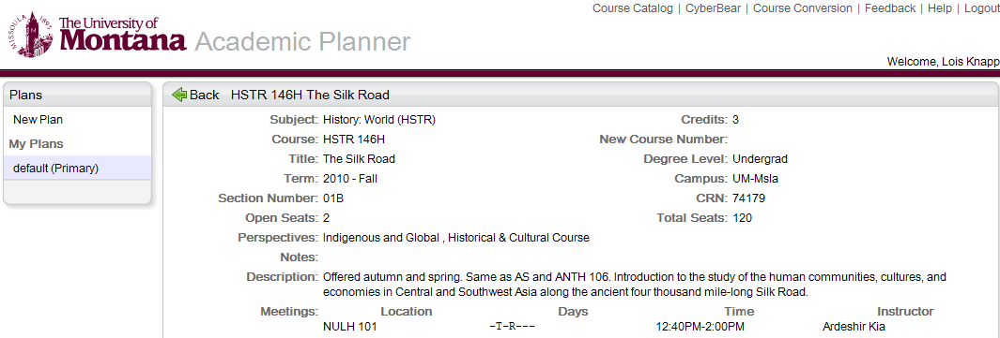 Course Catalog | CyberBear | Course Conversion | Feedback | Help | Logout
MISSOULA 1893
The University of
Montana Academic Planner
Welcome, Lois Knapp
Plans
New Plan
My Plans
default (Primary)
Back HSTR 146H The Silk Road
Subject: History: World (HSTR) Credits: 3
Course: HSTR 146H New Course Number:
Title: The Silk Road Degree Level: Undergrad
Term: 2010 - Fall Campus: UM-Msla
Section Number: 01B CRN: 74179
Open Seats: 2 Total Seats: 120
Perspectives: Indigenous and Global , Historical & Cultural Course
Notes:
Description: Offered autumn and spring. Same as AS and ANTH 106. Introduction to the study of the human communities, cultures, and
economies in Central and Southwest Asia along the ancient four thousand mile-long Silk Road.
Meetings: Location Days Time Instructor
NULH 101 -T-R--- 12:40PM-2:00PM Ardeshir Kia